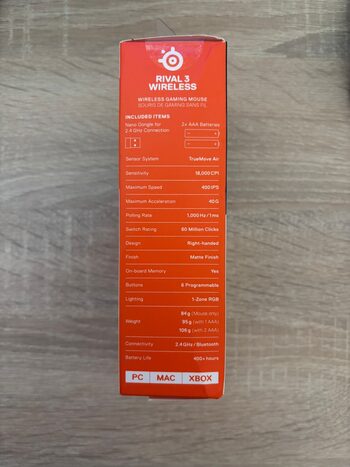 RIVAL 3
WIRELESS
WIRELESS GAMING MOUSE
SOURIS DE GAMING SANS FIL
INCLUDED ITEMS
Nano Dongle for 2x AAA Batteries
2.4 GHz Connection
Sensor System TrueMove Air
Sensitivity 18,000 CPI
Maximum Speed 400 IPS
Maximum Acceleration 40 G
Polling Rate 1,000 Hz / 1 ms
Switch Rating 60 Million Clicks
Design Right-handed
Finish Matte Finish
On-board Memory Yes
Buttons 6 Programmable
Lighting 1-Zone RGB
84 g (Mouse only)
Weight 95 g (with 1 AAA)
106 g (with 2 AAA)
Connectivity 2.4 GHz / Bluetooth
Battery Life 400+ hours
PC MAC XBOX